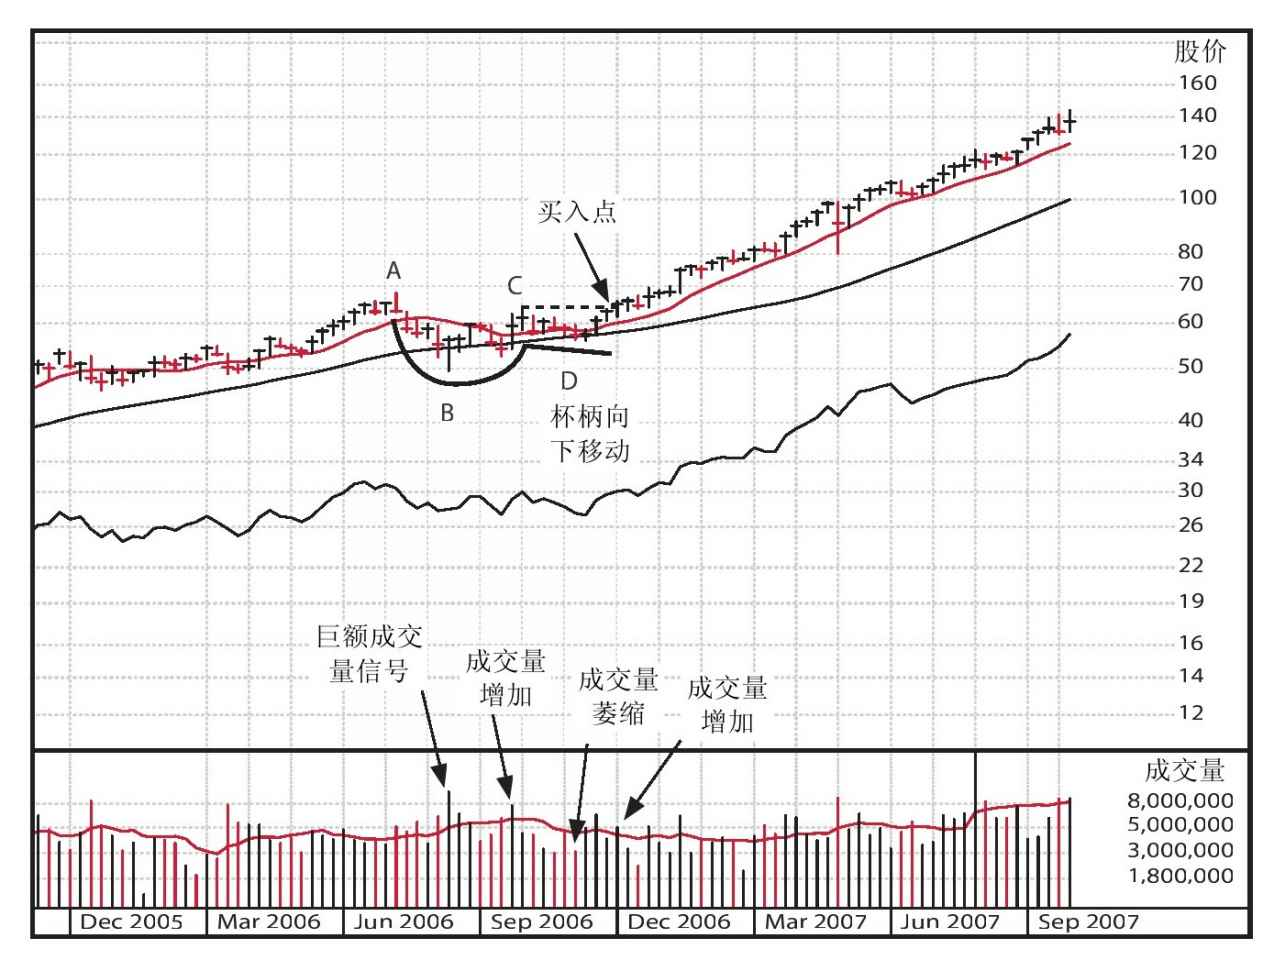 股价
160
140
120
100
买入点
80
A
C
70
60
50
D
B
杯柄向
下移动
40
34
30
26
22
19
16
14
12
巨额成交
量信号
成交量
增加
成交量
萎缩
成交量
增加
成交量
8,000,000
5,000,000
3,000,000
1,800,000
Dec 2005
Mar 2006
Jun 2006
Sep 2006
Dec 2006
Mar 2007
Jun 2007
Sep 2007